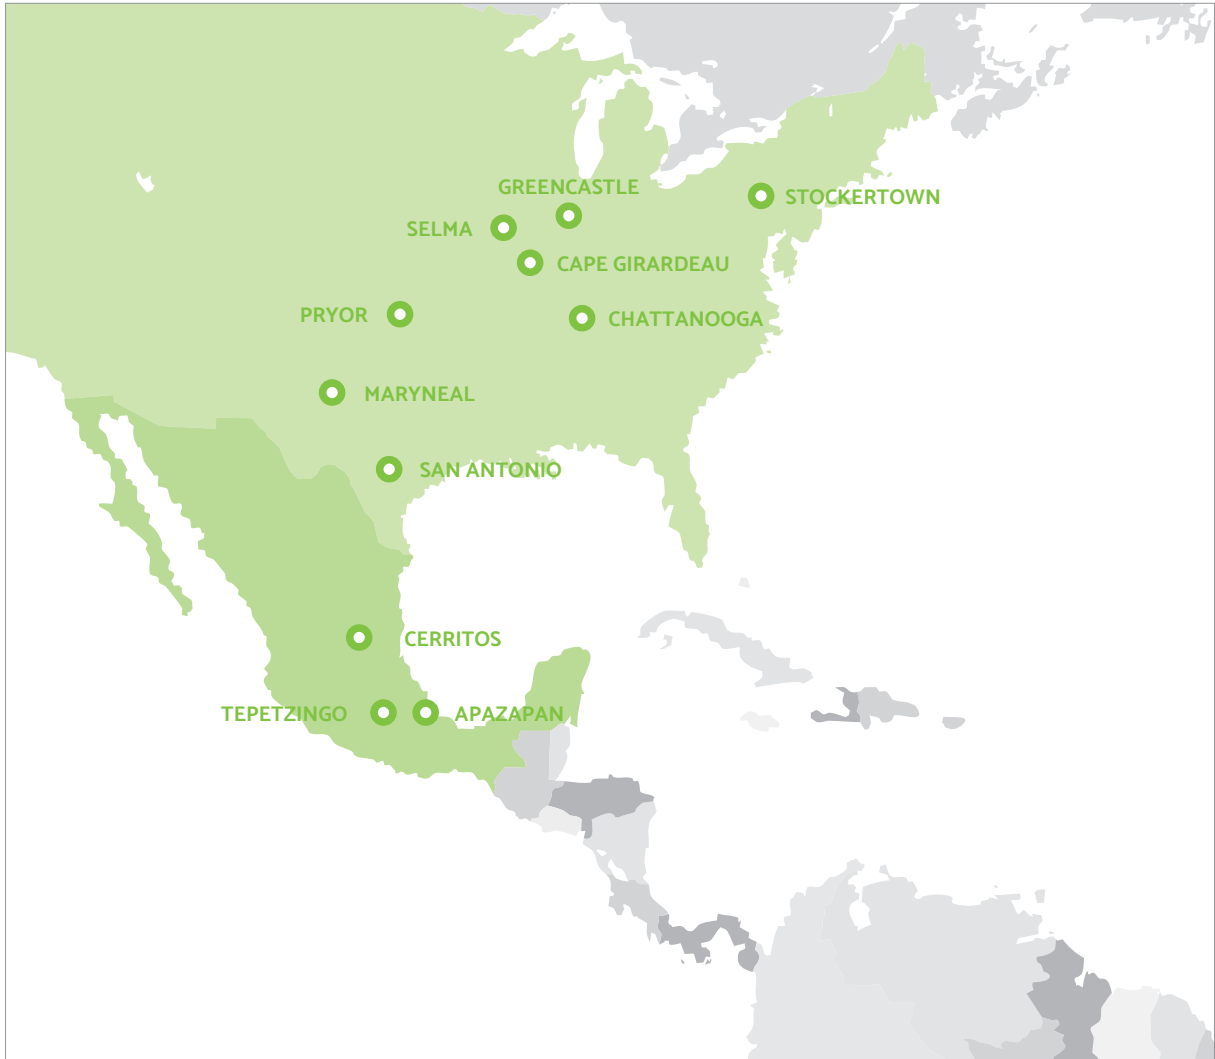 GREENCASTLE
STOCKERTOWN
SELMA
CAPE GIRARDEAU
PRYOR
CHATTANOOGA
MARYNEAL
SAN ANTONIO
CERRITOS
TEPETZINGO
APAZAPAN